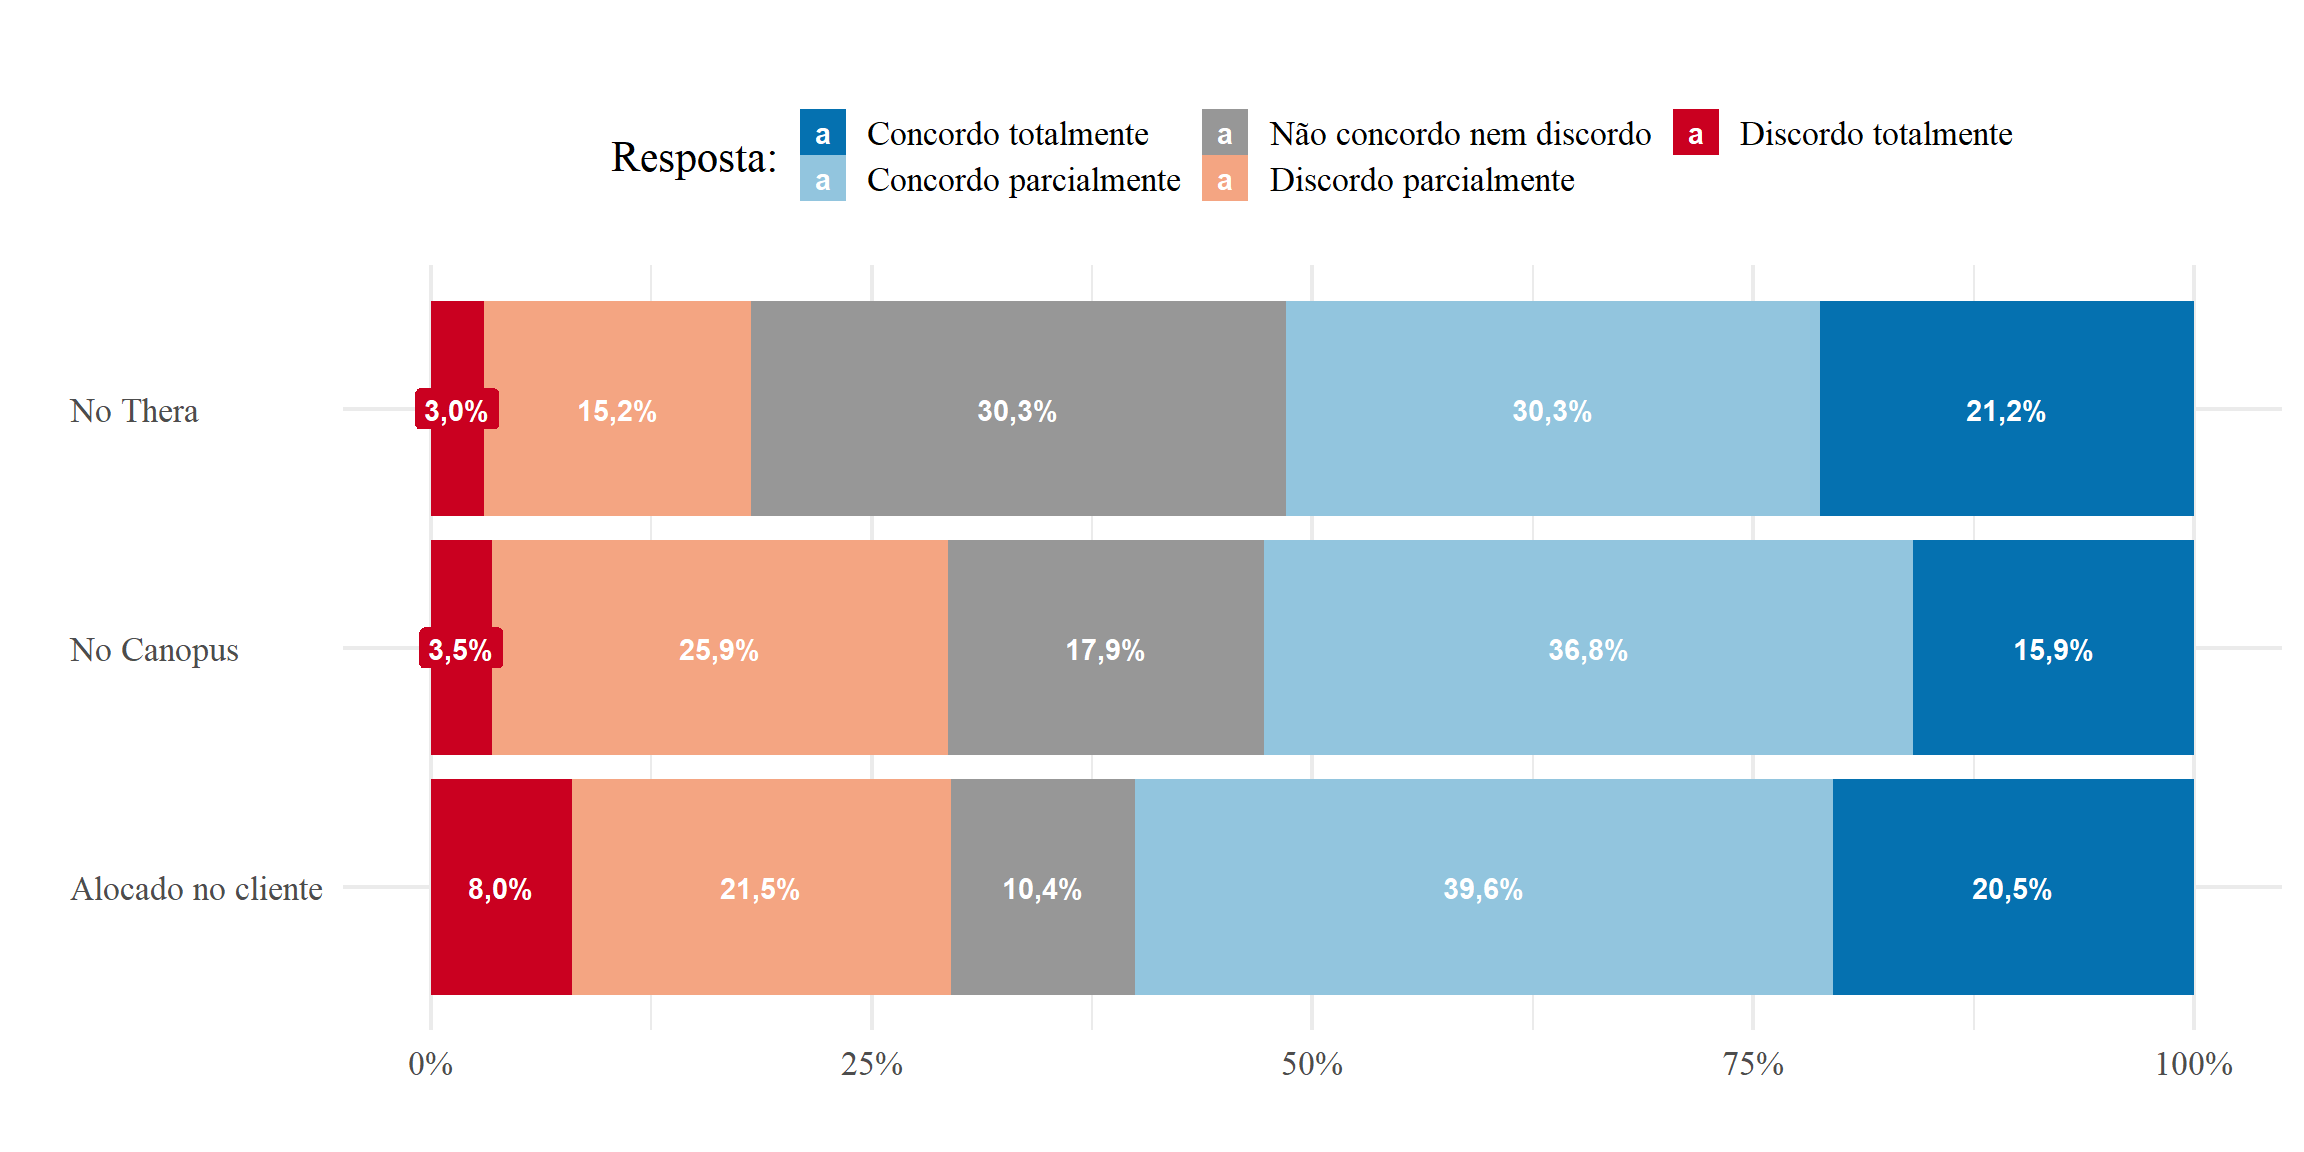 Resposta:
a Concordo totalmente
a Não concordo nem discordo
a Discordo totalmente
a Concordo parcialmente
a Discordo parcialmente
No Thera
3,0% 15,2% 30,3% 30,3% 21,2%
No Canopus
3,5% 25,9% 17,9% 36,8% 15,9%
Alocado no cliente
8,0% 21,5% 10,4% 39,6% 20,5%
0% 25% 50% 75% 100%